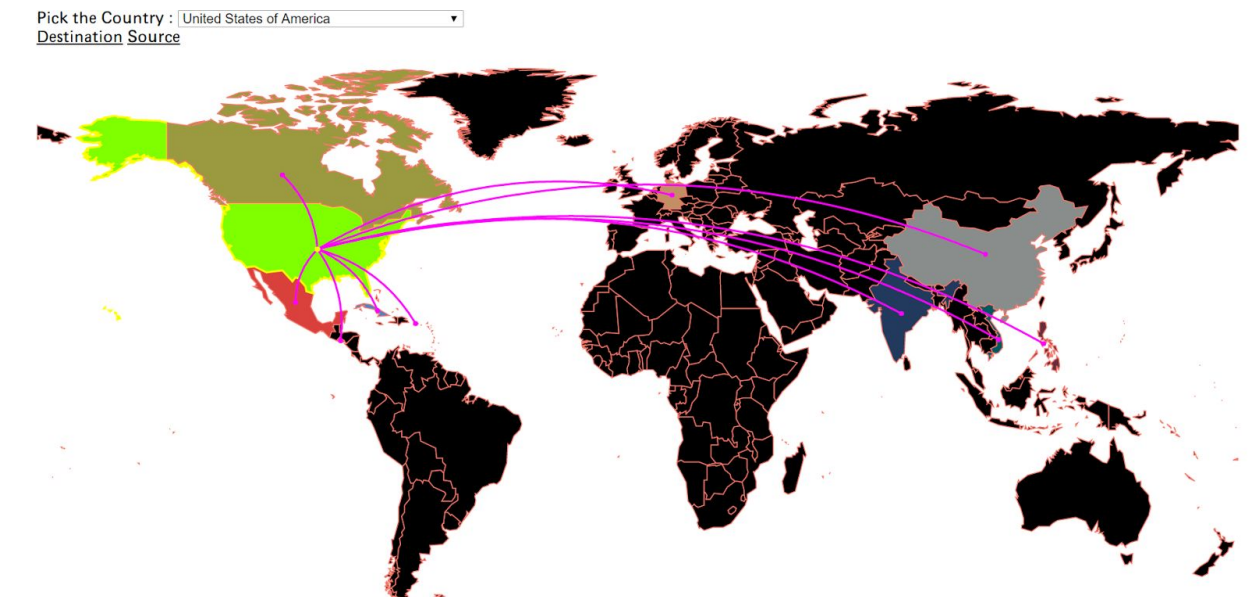 Pick the Country : United States of America
Destination Source